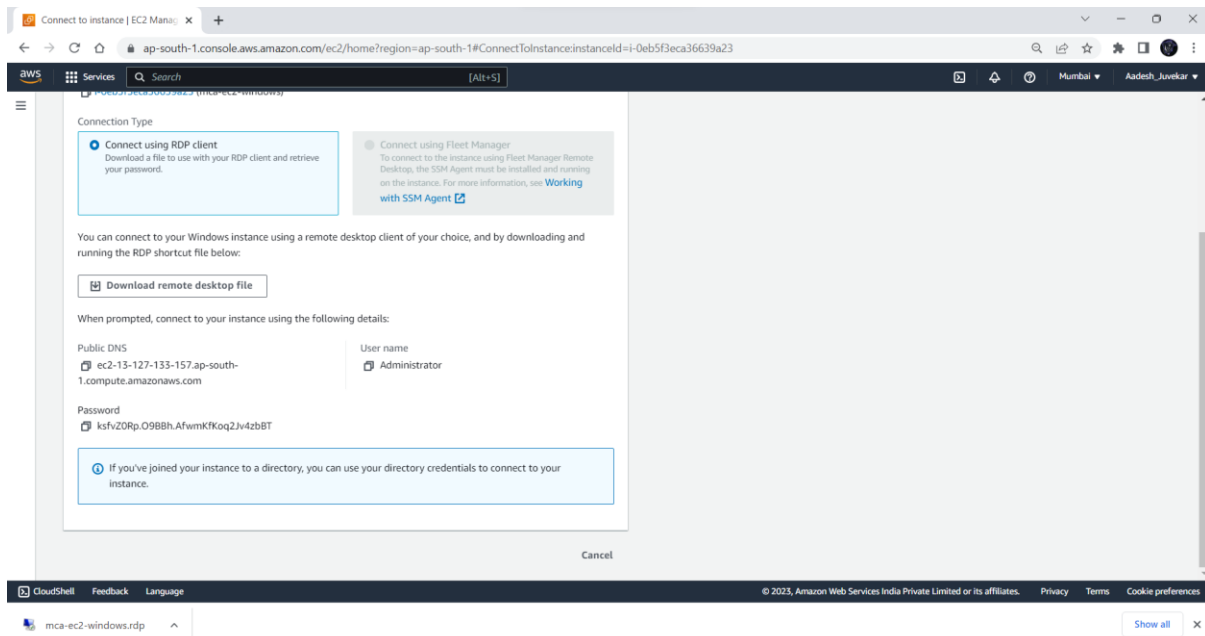 Connect to instance | EC2 Manag
ap-south-1.console.aws.amazon.com/ec2/home?region=ap-south-1#ConnectToInstance:instanceId=i-0eb5f3eca36639a23
aws Services Search [Alt+S] Mumbai Aadesh_Juvekar
i-0eb5f3eca36639a23 (mca-ec2-windows)
Connection Type
Connect using RDP client
Download a file to use with your RDP client and retrieve
your password.
Connect using Fleet Manager
To connect to the instance using Fleet Manager Remote
Desktop, the SSM Agent must be installed and running
on the instance. For more information, see Working
with SSM Agent
You can connect to your Windows instance using a remote desktop client of your choice, and by downloading and
running the RDP shortcut file below:
Download remote desktop file
When prompted, connect to your instance using the following details:
Public DNS
ec2-13-127-133-157.ap-south-
1.compute.amazonaws.com
User name
Administrator
Password
ksfvZ0Rp.O9BBh.AfwmKfKoq2Jv4zbBT
If you've joined your instance to a directory, you can use your directory credentials to connect to your
instance.
Cancel
CloudShell Feedback Language © 2023, Amazon Web Services India Private Limited or its affiliates. Privacy Terms Cookie preferences
mca-ec2-windows.rdp Show all